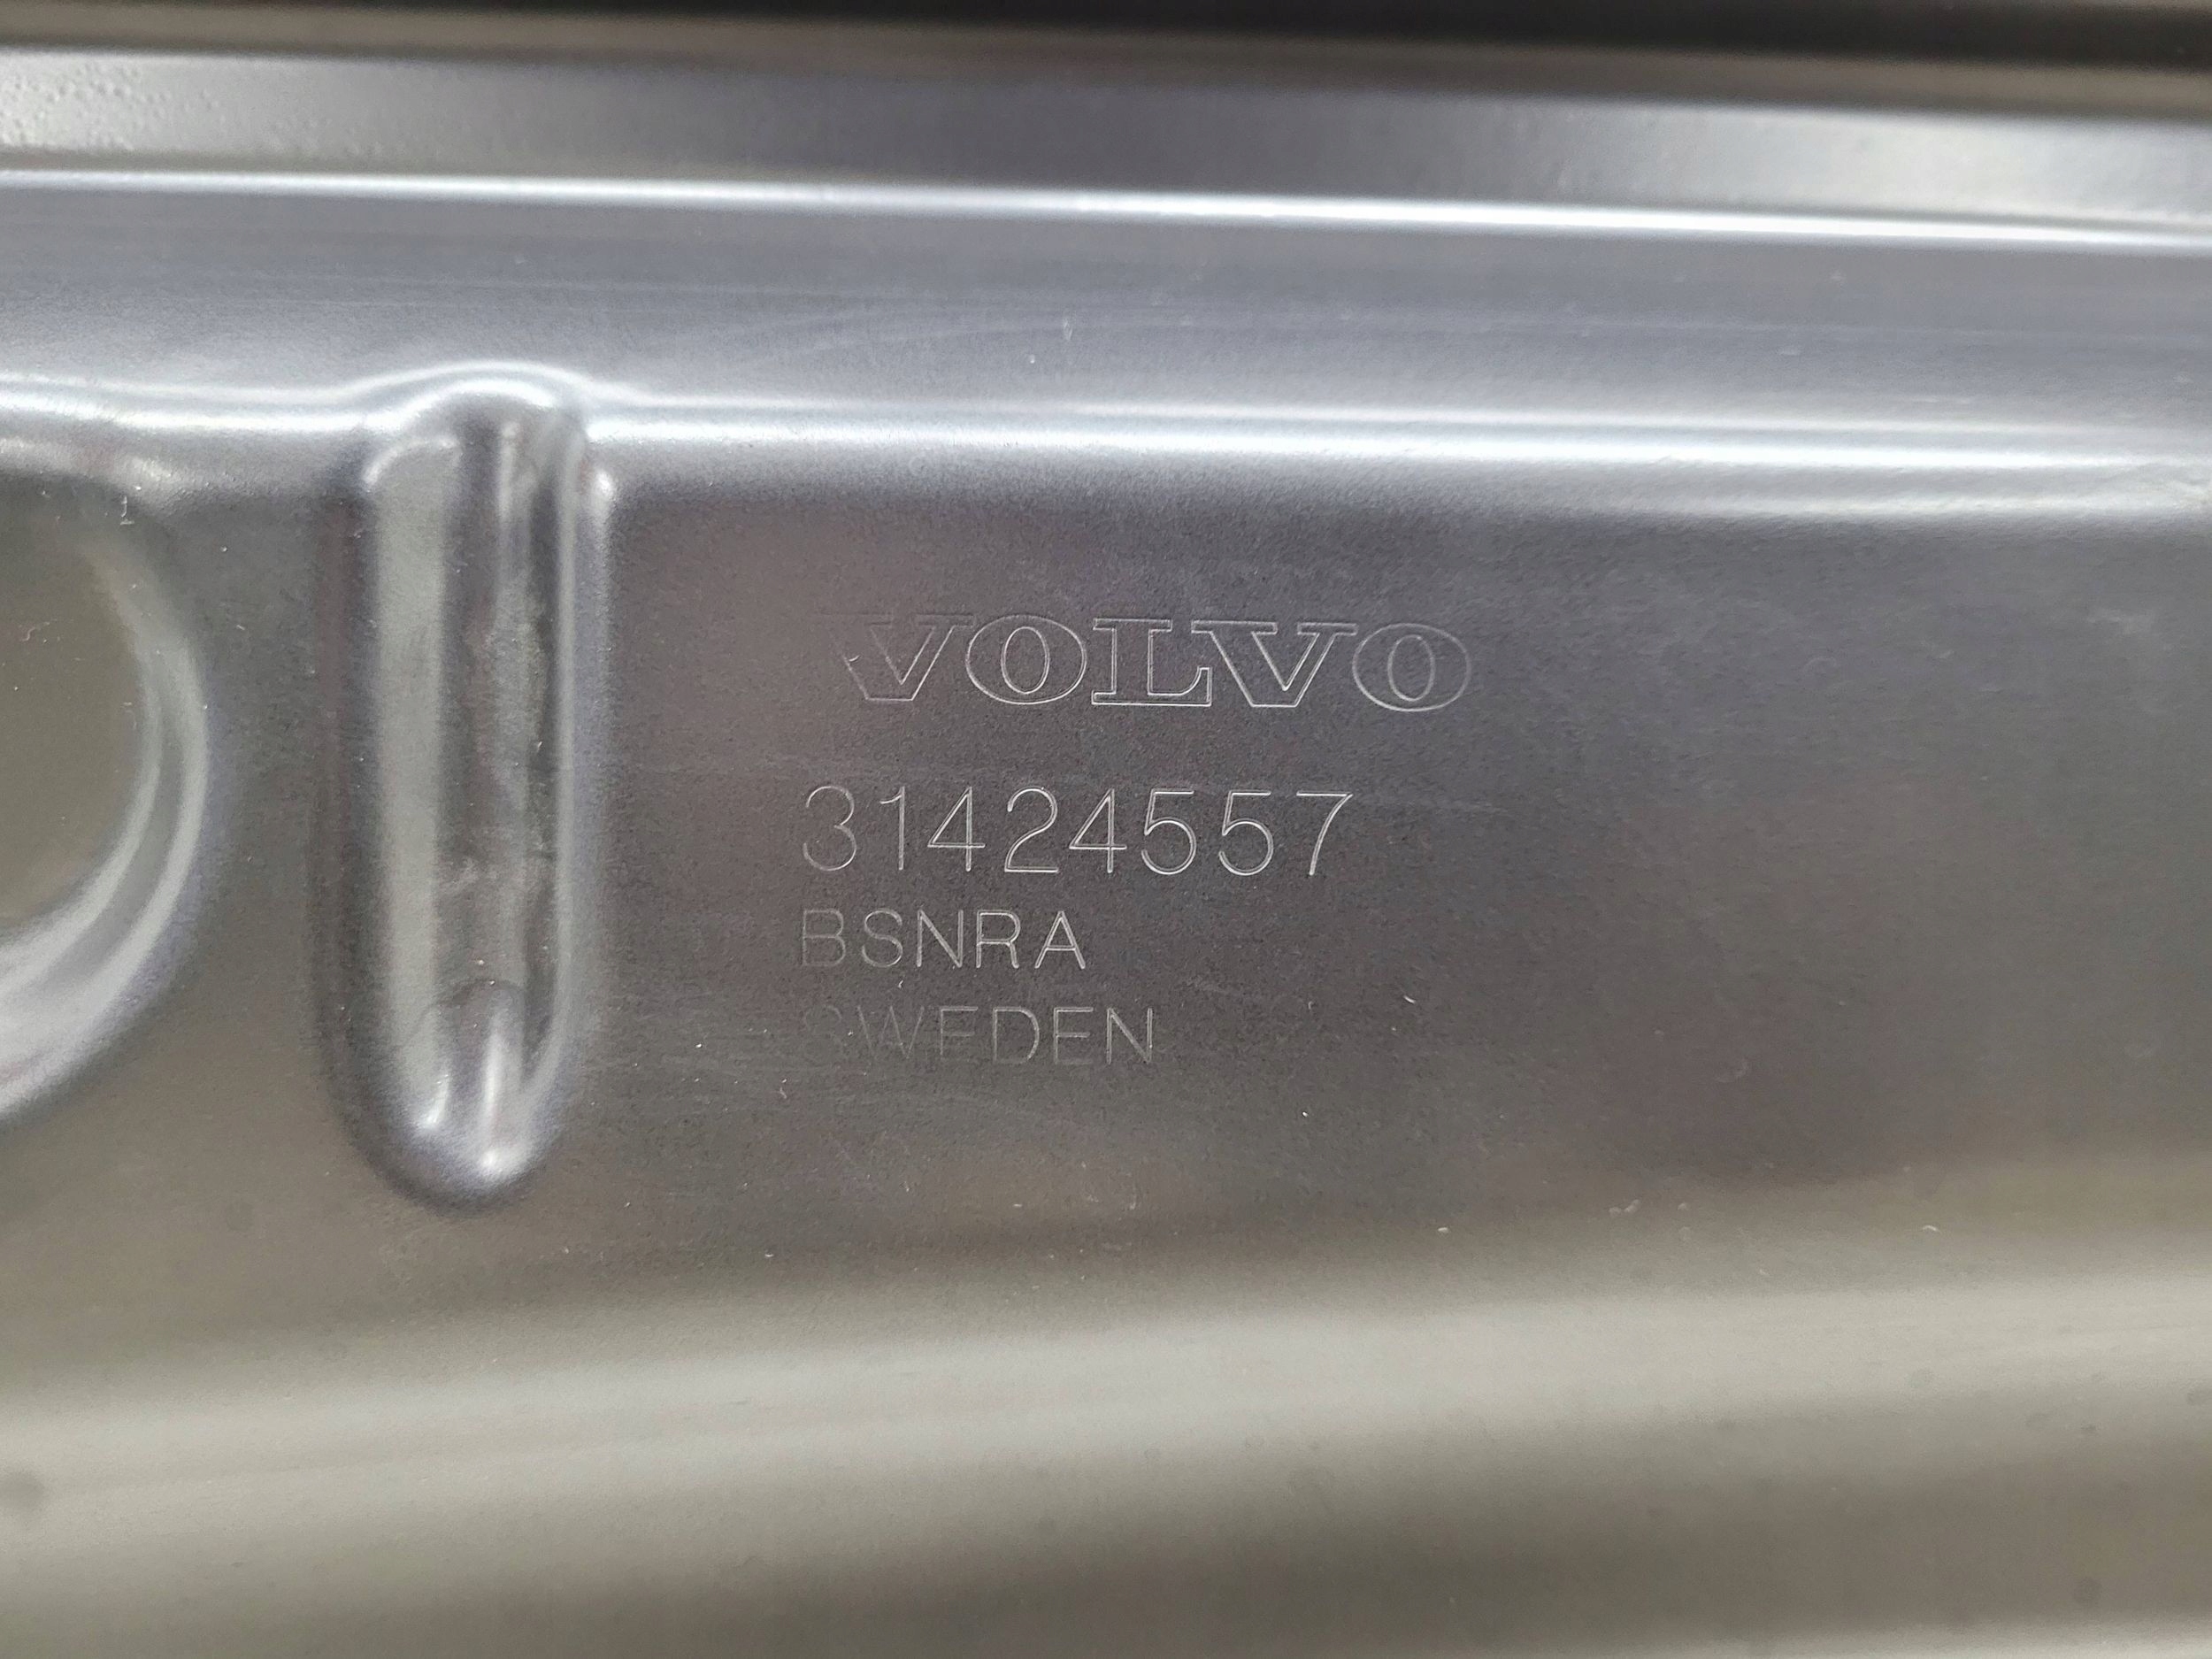 VOLVO
31424557
BSNRA
SWEDEN